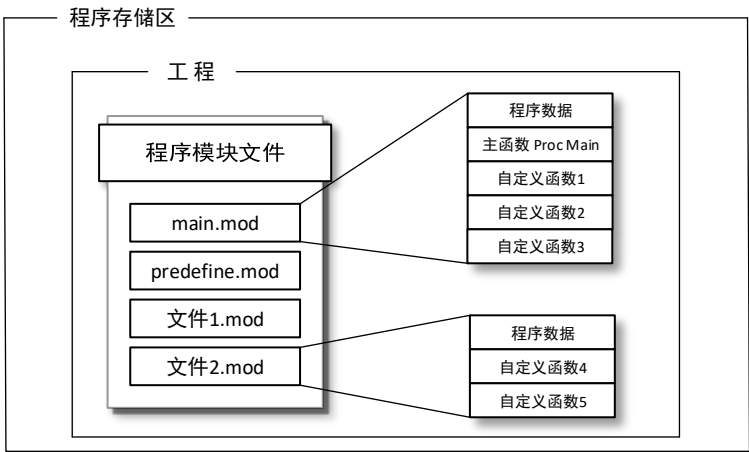 程序存储区
工程
程序模块文件
main.mod
predefine.mod
文件1.mod
文件2.mod
程序数据
主函数 Proc Main
自定义函数1
自定义函数2
自定义函数3
程序数据
自定义函数4
自定义函数5